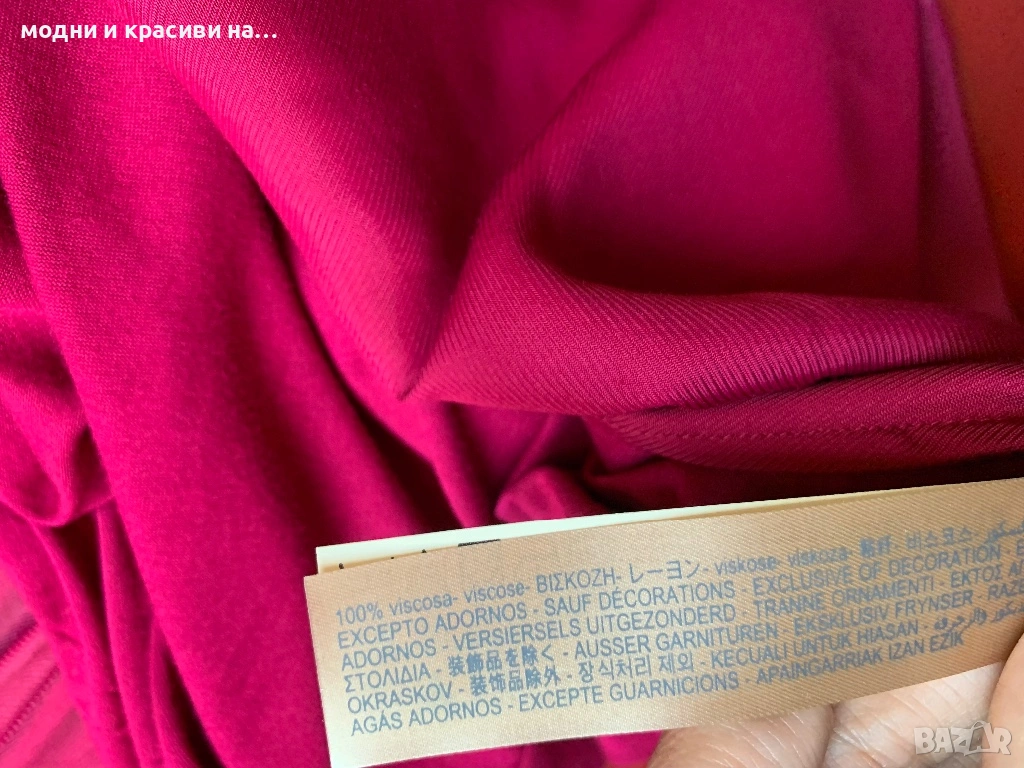 модни и красиви на...
100% viscosa- viscose- ΒΙΣΚΟΖΗ- レーヨン- viskose- viskoza- 黏纤- 비스코스
EXCEPTO ADORNOS - SAUF DÉCORATIONS - EXCLUSIVE OF DECORATION -
ADORNOS - VERSIERSELS UITGEZONDERD - TRANNE ORNAMENTI - ΕΚΤΟΣ ΑΠ
ΣΤΟΛΙΔΙΑ - 装飾品を除く - AUSSER GARNITUREN - EKSKLUSIV FRYNSER - RAZE
OKRASKOV - 装饰品除外 - 장식처리 제외 - KECUALI UNTUK HIASAN -
AGÁS ADORNOS - EXCEPTE GUARNICIONS - APAINGARRIAK IZAN EZIK
BAZAR